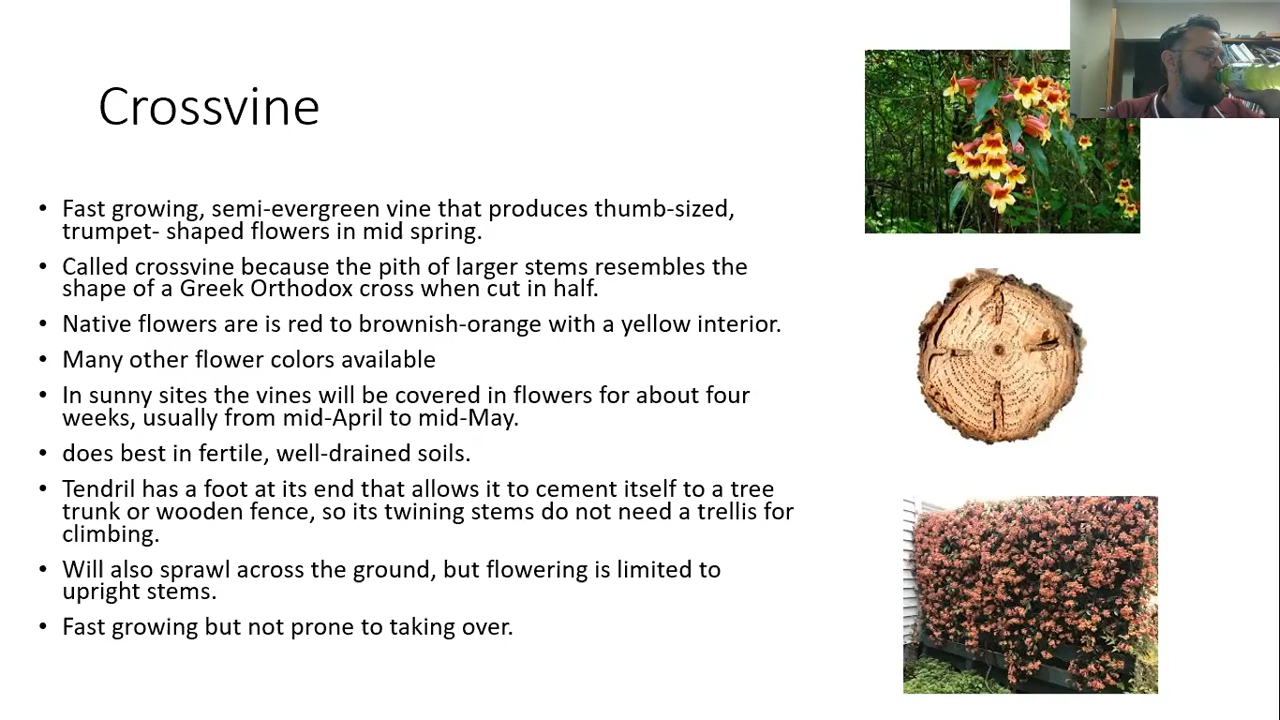 Crossvine
• Fast growing, semi-evergreen vine that produces thumb-sized,
trumpet- shaped flowers in mid spring.
• Called crossvine because the pith of larger stems resembles the
shape of a Greek Orthodox cross when cut in half.
• Native flowers are is red to brownish-orange with a yellow interior.
• Many other flower colors available
• In sunny sites the vines will be covered in flowers for about four
weeks, usually from mid-April to mid-May.
• does best in fertile, well-drained soils.
• Tendril has a foot at its end that allows it to cement itself to a tree
trunk or wooden fence, so its twining stems do not need a trellis for
climbing.
• Will also sprawl across the ground, but flowering is limited to
upright stems.
• Fast growing but not prone to taking over.